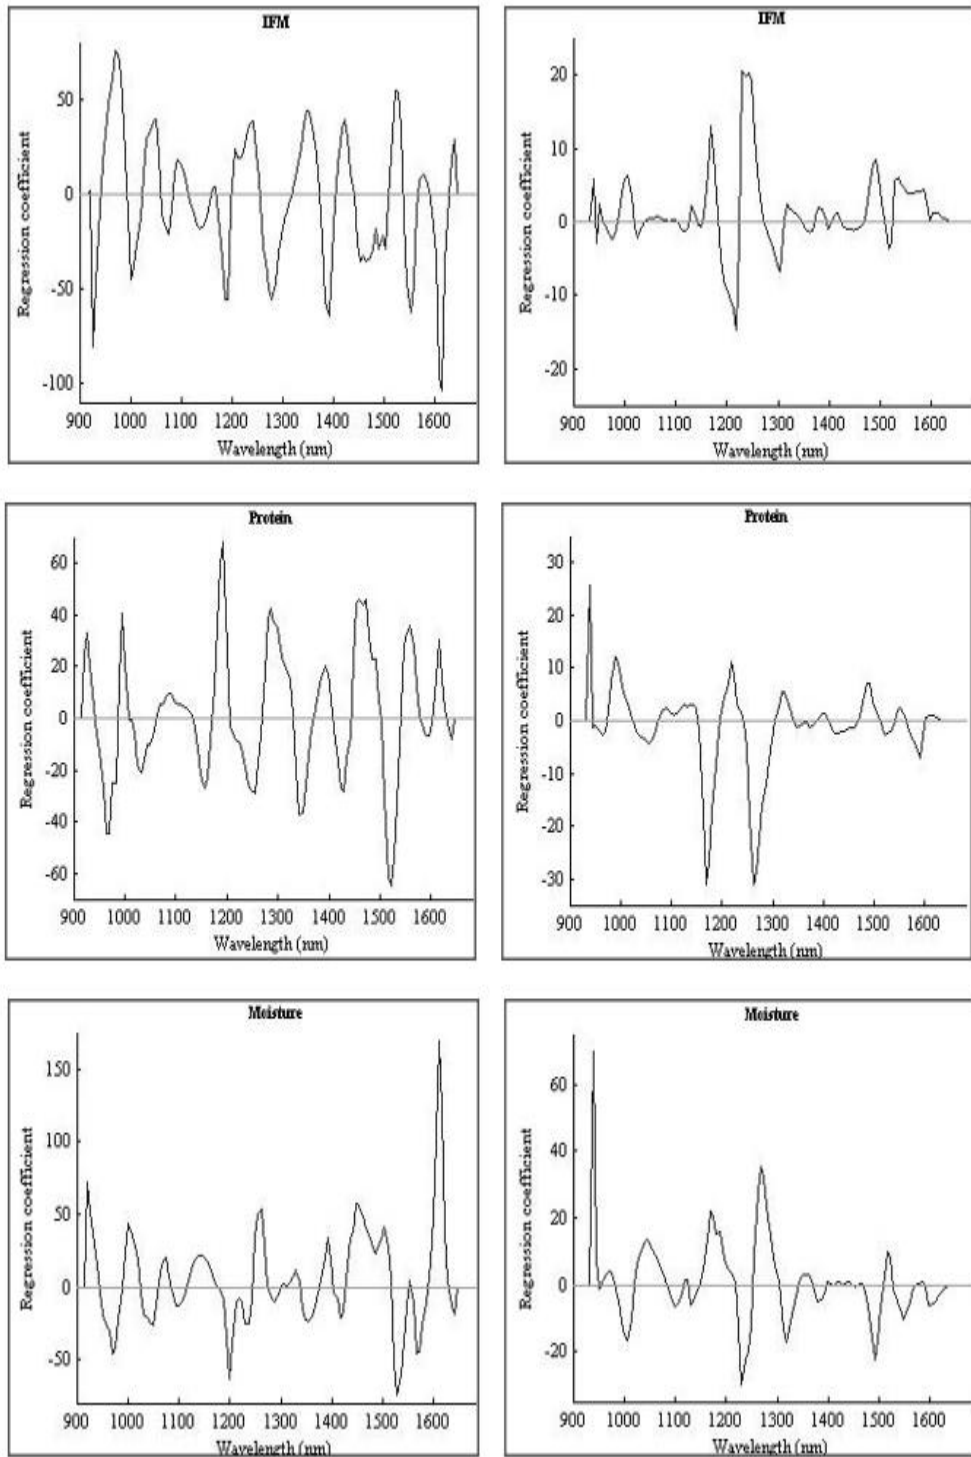 IFM
Regression coefficient
50
0
-50
-100
900 1000 1100 1200 1300 1400 1500 1600
Wavelength (nm)
IFM
Regression coefficient
20
10
0
-10
-20
900 1000 1100 1200 1300 1400 1500 1600
Wavelength (nm)
Protein
Regression coefficient
60
40
20
0
-20
-40
-60
900 1000 1100 1200 1300 1400 1500 1600
Wavelength (nm)
Protein
Regression coefficient
30
20
10
0
-10
-20
-30
900 1000 1100 1200 1300 1400 1500 1600
Wavelength (nm)
Moisture
Regression coefficient
150
100
50
0
-50
900 1000 1100 1200 1300 1400 1500 1600
Wavelength (nm)
Moisture
Regression coefficient
60
40
20
0
-20
900 1000 1100 1200 1300 1400 1500 1600
Wavelength (nm)